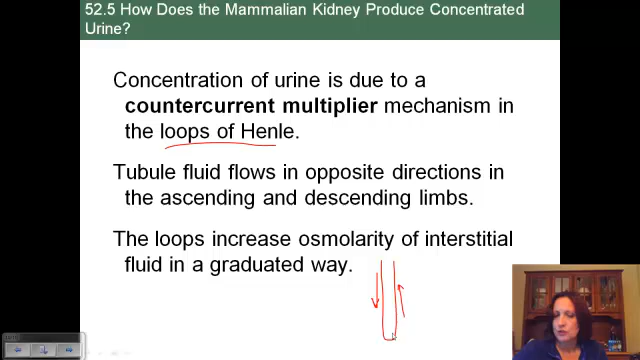 52.5 How Does the Mammalian Kidney Produce Concentrated
Urine?
Concentration of urine is due to a
countercurrent multiplier mechanism in
the loops of Henle.
Tubule fluid flows in opposite directions in
the ascending and descending limbs.
The loops increase osmolarity of interstitial
fluid in a graduated way.